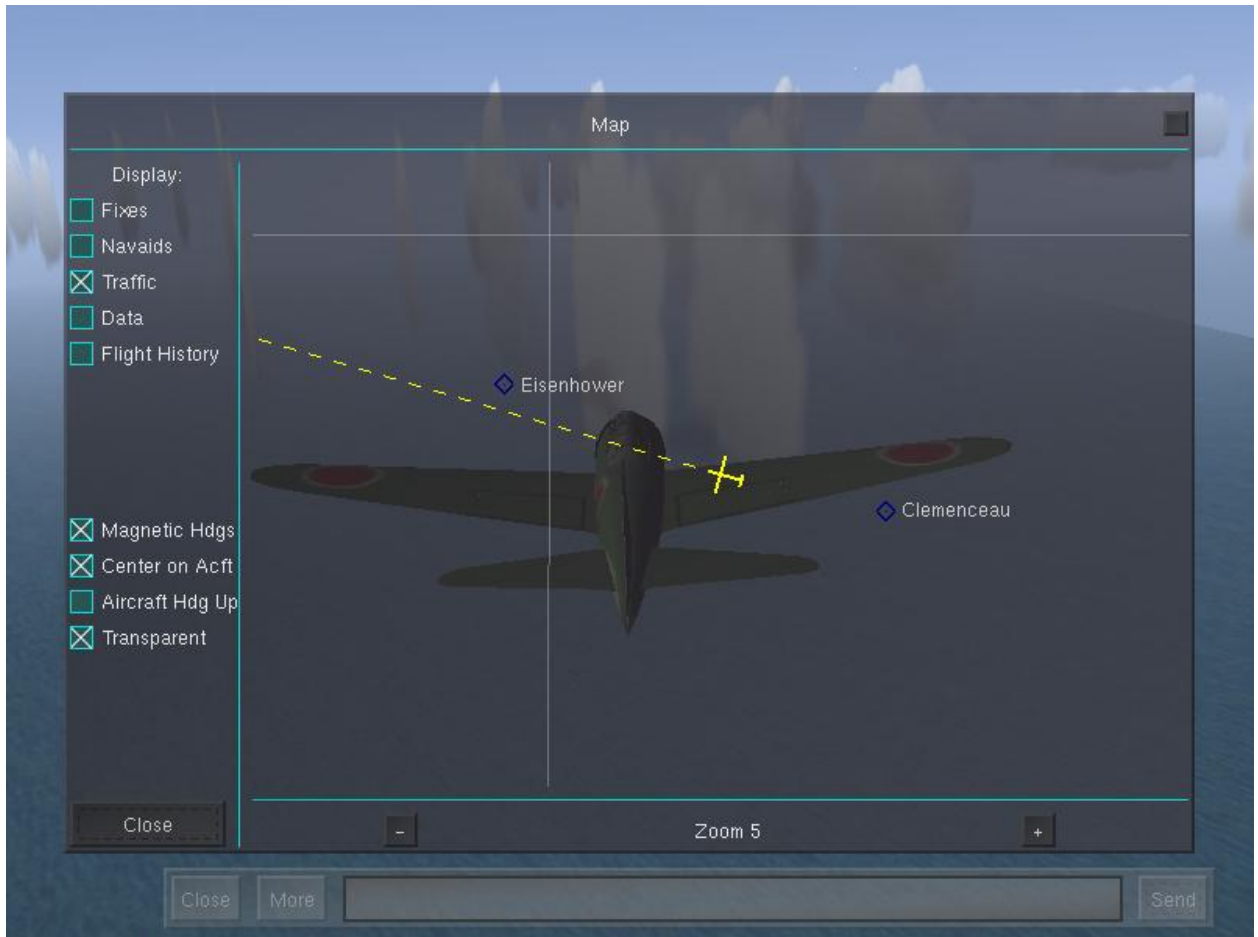 Map
Display:
Fixes
Navaids
Traffic
Data
Flight History
Eisenhower
Clemenceau
Magnetic Hdgs
Center on Acft
Aircraft Hdg Up
Transparent
Close
-
Zoom 5
+
Close
More
Send